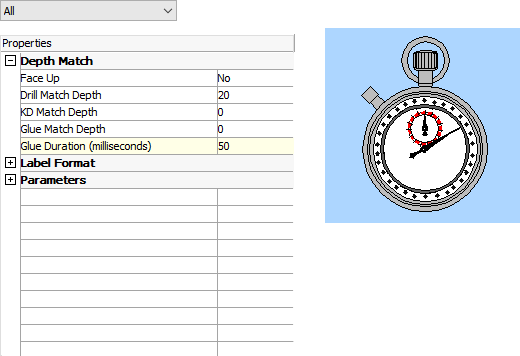 All
Properties
Depth Match
Face Up No
Drill Match Depth 20
KD Match Depth 0
Glue Match Depth 0
Glue Duration (milliseconds) 50
Label Format
Parameters